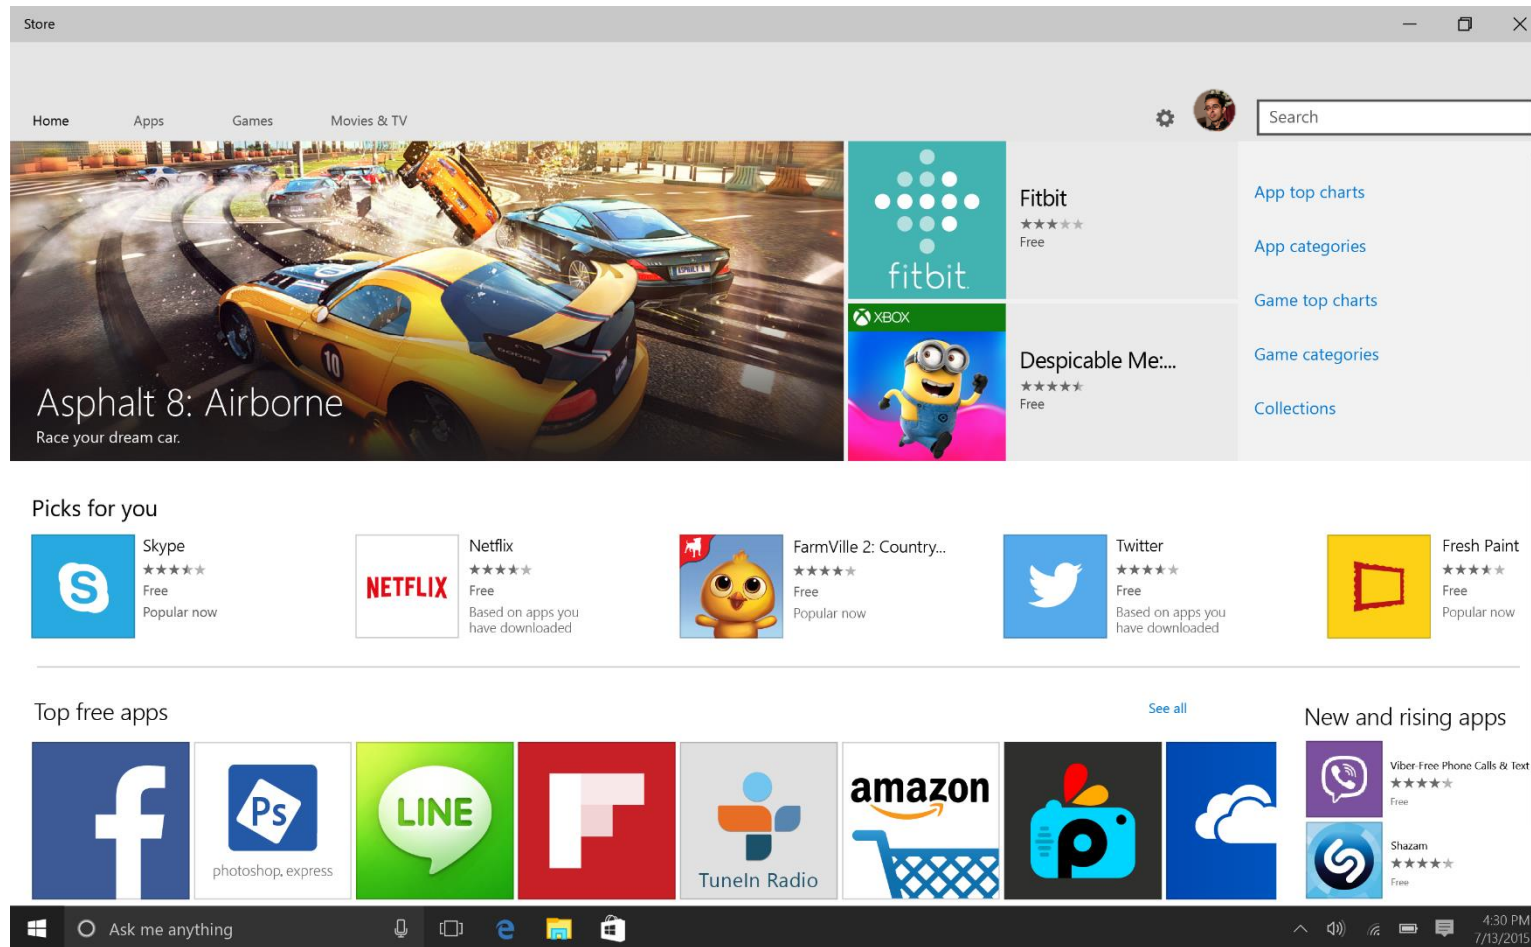 Store
Home
Apps
Games
Movies & TV
Search
Asphalt 8: Airborne
Race your dream car.
ASPHALT 8
10
DODGE
fitbit
Fitbit
Free
XBOX
Despicable Me:...
Free
App top charts
App categories
Game top charts
Game categories
Collections
Picks for you
Skype
Free
Popular now
NETFLIX
Netflix
Free
Based on apps you
have downloaded
FarmVille 2: Country...
Free
Popular now
Twitter
Free
Based on apps you
have downloaded
Fresh Paint
Free
Popular now
Top free apps
See all
Ps
photoshop. express
LINE
TuneIn Radio
amazon
New and rising apps
Viber-Free Phone Calls & Text
Free
Shazam
Free
Ask me anything
4:30 PM
7/13/2015